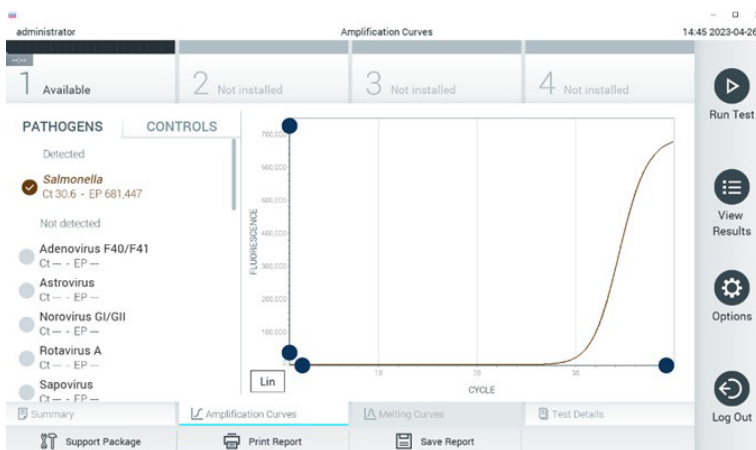 administrator
Amplification Curves
14:45 2023-04-26
1 Available
2 Not installed
3 Not installed
4 Not installed
Run Test
View
Results
Options
Log Out
PATHOGENS
CONTROLS
Detected
Salmonella
Ct 30.6 - EP 681,447
Not detected
Adenovirus F40/F41
Ct --- - EP ---
Astrovirus
Ct --- - EP ---
Norovirus GI/GII
Ct --- - EP ---
Rotavirus A
Ct --- - EP ---
Sapovirus
Ct --- - EP ---
FLUORESCENCE
700,000
600,000
500,000
400,000
300,000
200,000
100,000
10
20
30
CYCLE
Lin
Summary
Amplification Curves
Melting Curves
Test Details
Support Package
Print Report
Save Report